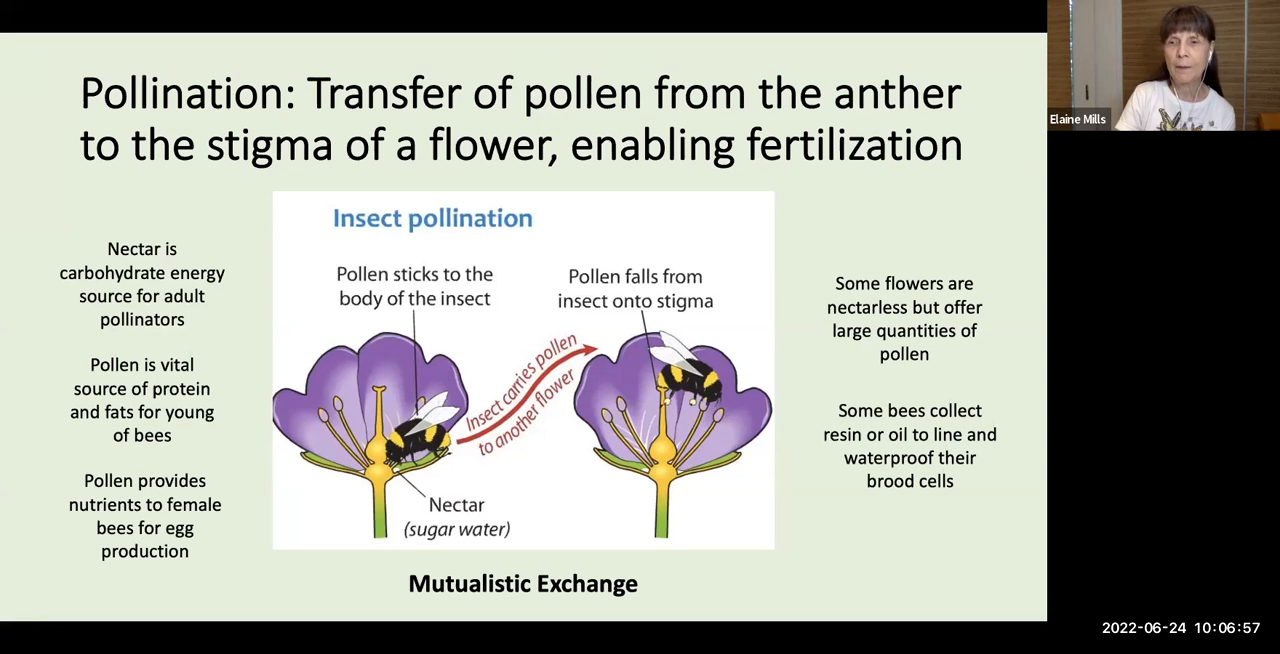 Pollination: Transfer of pollen from the anther
to the stigma of a flower, enabling fertilization
Nectar is
carbohydrate energy
source for adult
pollinators
Pollen is vital
source of protein
and fats for young
of bees
Pollen provides
nutrients to female
bees for egg
production
Insect pollination
Pollen sticks to the
body of the insect
Pollen falls from
insect onto stigma
Insect carries pollen
to another flower
Nectar
(sugar water)
Some flowers are
nectarless but offer
large quantities of
pollen
Some bees collect
resin or oil to line and
waterproof their
brood cells
Mutualistic Exchange
Elaine Mills
2022-06-24 10:06:57